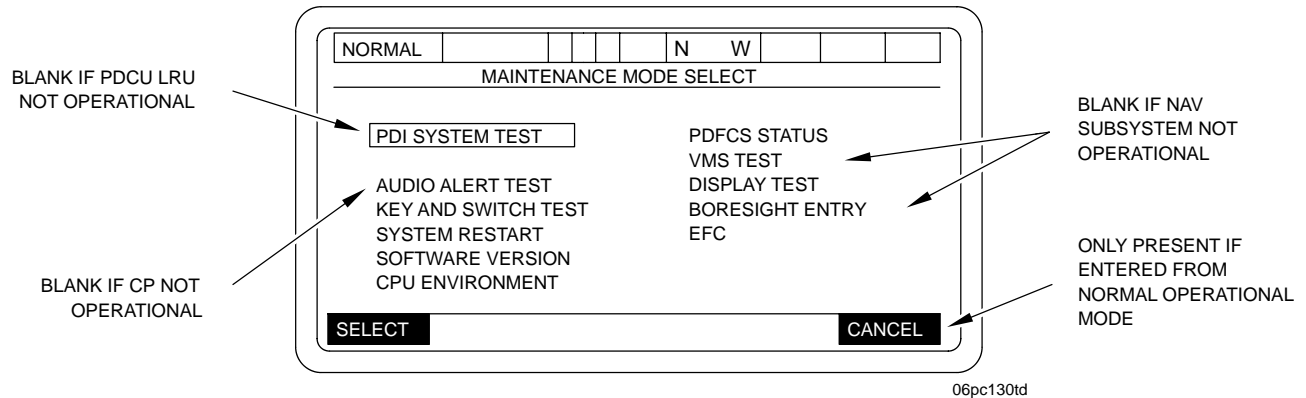 BLANK IF PDCU LRU
NOT OPERATIONAL
BLANK IF CP NOT
OPERATIONAL
NORMAL N W
MAINTENANCE MODE SELECT
PDI SYSTEM TEST
AUDIO ALERT TEST
KEY AND SWITCH TEST
SYSTEM RESTART
SOFTWARE VERSION
CPU ENVIRONMENT
PDFCS STATUS
VMS TEST
DISPLAY TEST
BORESIGHT ENTRY
EFC
SELECT CANCEL
BLANK IF NAV
SUBSYSTEM NOT
OPERATIONAL
ONLY PRESENT IF
ENTERED FROM
NORMAL OPERATIONAL
MODE
06pc130td